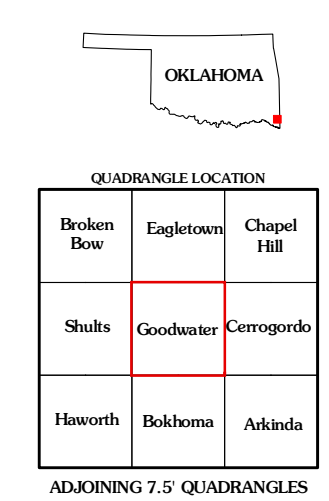 OKLAHOMA
QUADRANGLE LOCATION
Broken
Bow
Eagletown
Chapel
Hill
Shults
Goodwater
Cerrogordo
Haworth
Bokhoma
Arkinda
ADJOINING 7.5' QUADRANGLES